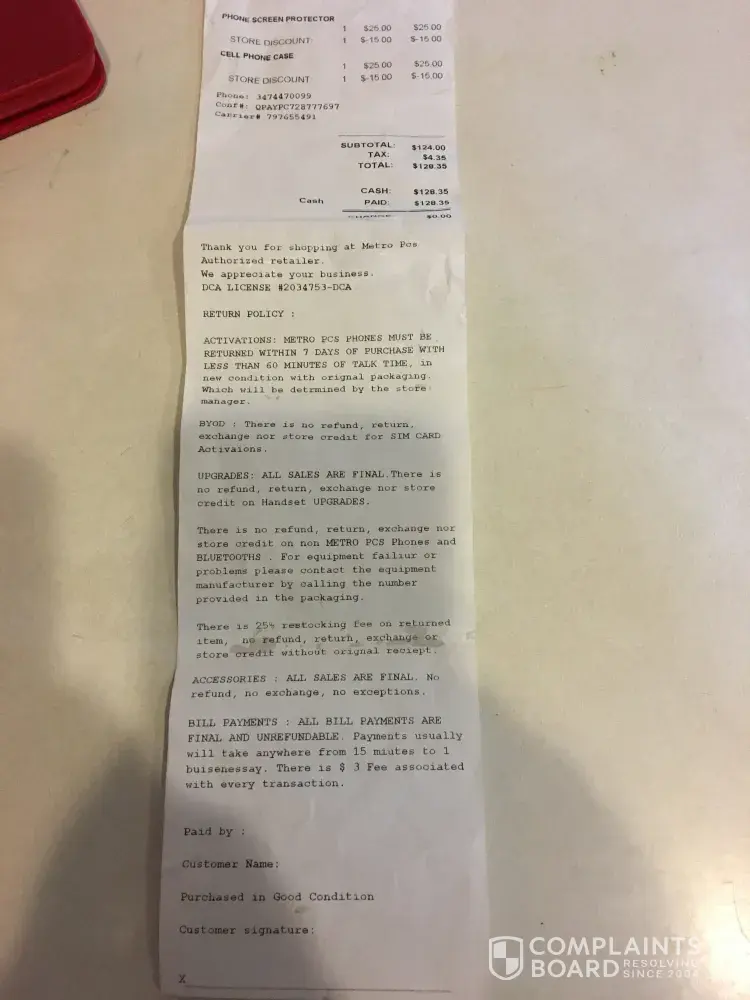 PHONE SCREEN PROTECTOR 1 $25.00 $25.00
STORE DISCOUNT 1 $-15.00 $-15.00
CELL PHONE CASE 1 $25.00 $25.00
STORE DISCOUNT 1 $-15.00 $-15.00
Phone: 3474470099
Conf#: QPAYPC728777697
Carrier# 797655491
SUBTOTAL: $124.00
TAX: $4.35
TOTAL: $128.35
CASH: $128.35
Cash PAID: $128.35
CHANGE: $0.00
Thank you for shopping at Metro Pcs
Authorized retailer.
We appreciate your business.
DCA LICENSE #2034753-DCA
RETURN POLICY :
ACTIVATIONS: METRO PCS PHONES MUST BE
RETURNED WITHIN 7 DAYS OF PURCHASE WITH
LESS THAN 60 MINUTES OF TALK TIME, in
new condition with orignal packaging.
Which will be detrmined by the store
manager.
BYOD : There is no refund, return,
exchange nor store credit for SIM CARD
Activaions.
UPGRADES: ALL SALES ARE FINAL.There is
no refund, return, exchange nor store
credit on Handset UPGRADES.
There is no refund, return, exchange nor
store credit on non METRO PCS Phones and
BLUETOOTHS . For equipment failiur or
problems please contact the equipment
manufacturer by calling the number
provided in the packaging.
There is 25% restocking fee on returned
item, no refund, return, exchange or
store credit without orignal reciept.
ACCESSORIES : ALL SALES ARE FINAL. No
refund, no exchange, no exceptions.
BILL PAYMENTS : ALL BILL PAYMENTS ARE
FINAL AND UNREFUNDABLE. Payments usually
will take anywhere from 15 miutes to 1
buisenessay. There is $ 3 Fee associated
with every transaction.
Paid by :
Customer Name:
Purchased in Good Condition
Customer signature:
X
COMPLAINTS
BOARD RESOLVING
SINCE 2004